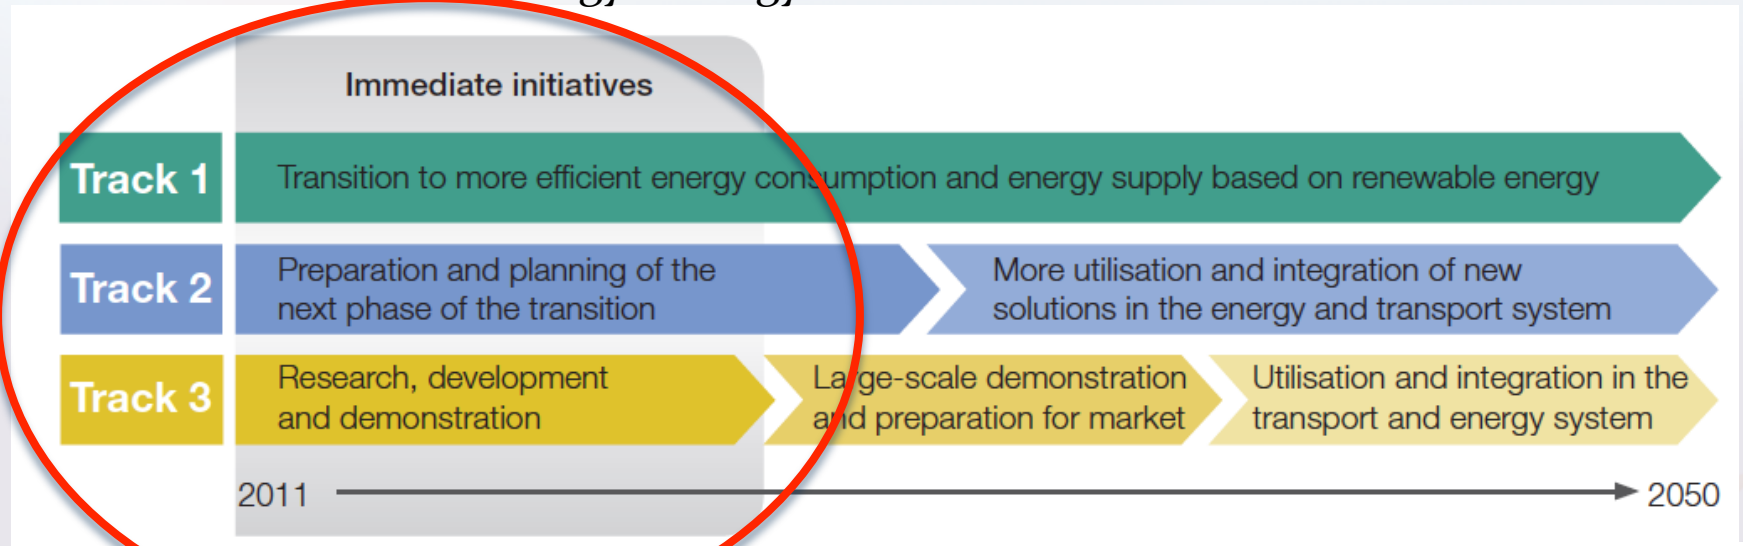 Immediate initiatives
Track 1
Transition to more efficient energy consumption and energy supply based on renewable energy
Track 2
Preparation and planning of the
next phase of the transition
More utilisation and integration of new
solutions in the energy and transport system
Track 3
Research, development
and demonstration
Large-scale demonstration
and preparation for market
Utilisation and integration in the
transport and energy system
2011
2050